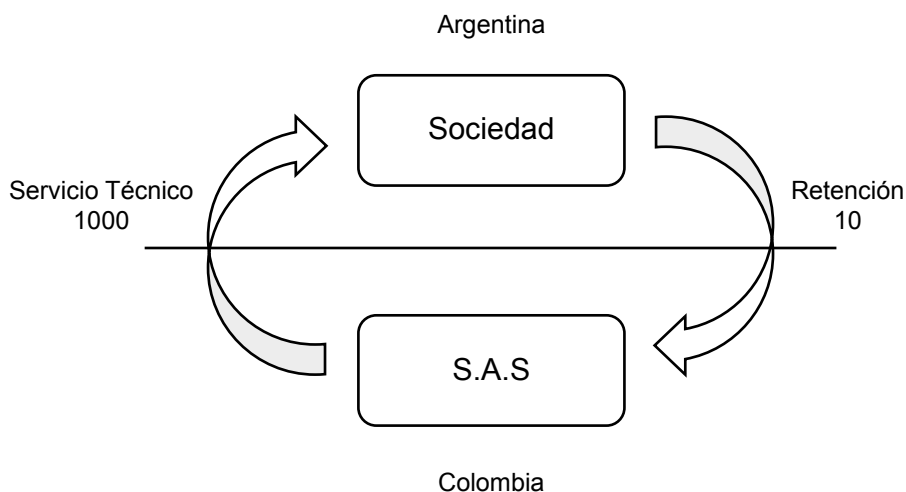 Argentina
Sociedad
Servicio Técnico
1000
Retención
10
S.A.S
Colombia